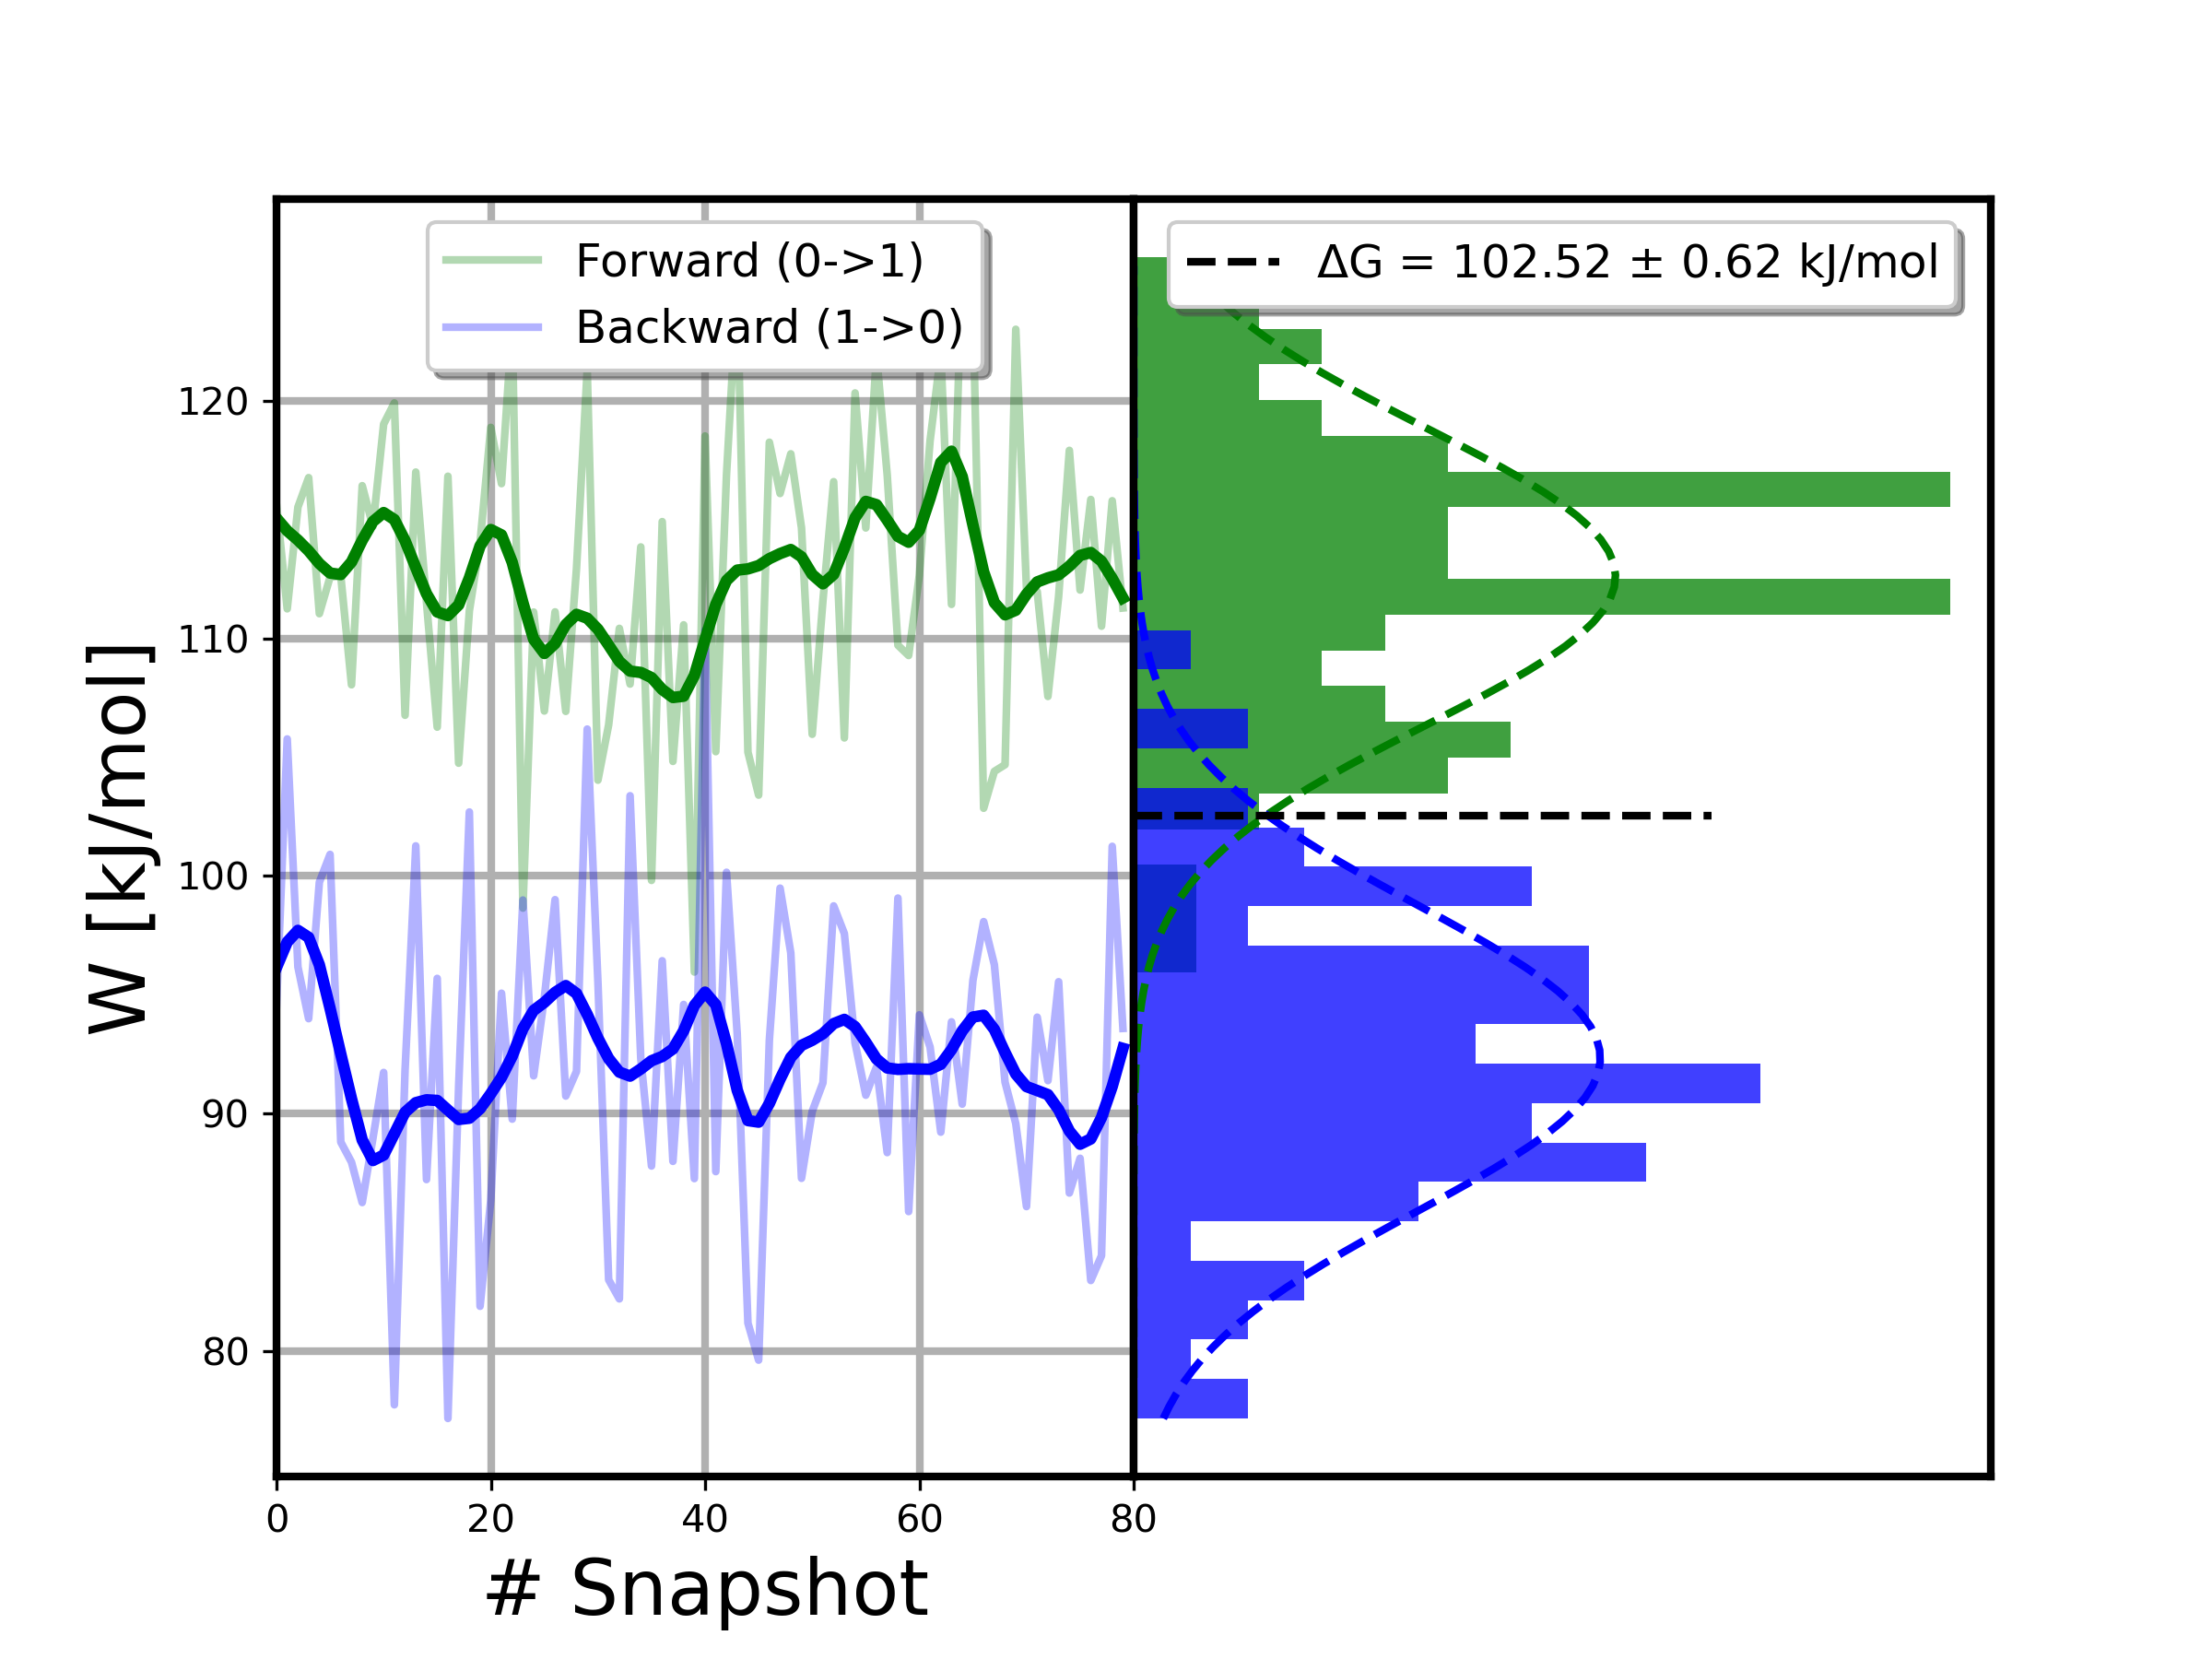 Forward (0->1)
Backward (1->0)
ΔG = 102.52 ± 0.62 kJ/mol
W [kJ/mol]
120
110
100
90
80
0 20 40 60 80
# Snapshot